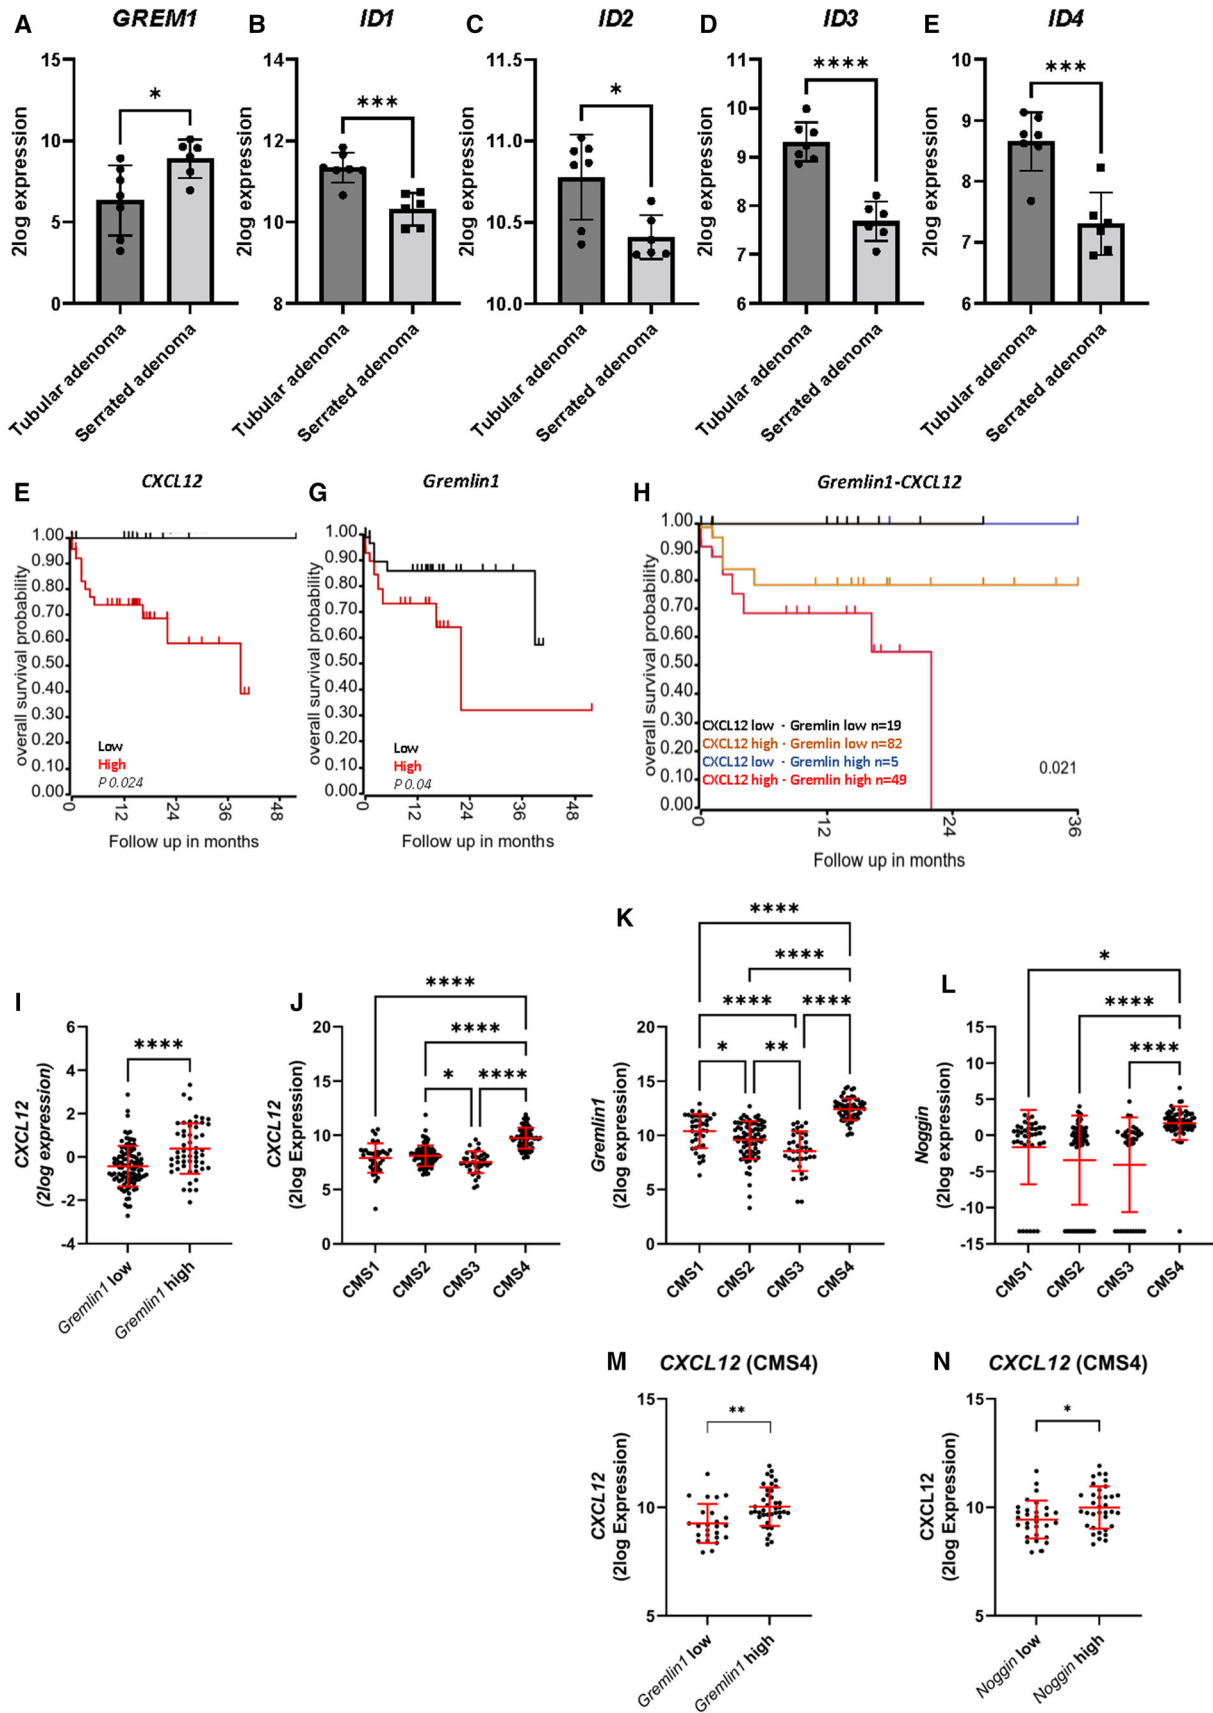 A GREM1
*
2log expression
15
10
5
0
Tubular adenoma
Serrated adenoma
B ID1
***
2log expression
14
12
10
8
Tubular adenoma
Serrated adenoma
C ID2
*
2log expression
11.5
11.0
10.5
10.0
Tubular adenoma
Serrated adenoma
D ID3
****
2log expression
11
10
9
8
7
6
Tubular adenoma
Serrated adenoma
E ID4
***
2log expression
10
9
8
7
6
Tubular adenoma
Serrated adenoma
E CXCL12
overall survival probability
1.00
0.90
0.80
0.70
0.60
0.50
0.40
0.30
0.20
0.10
0.00
Low
High
P 0.024
0 12 24 36 48
Follow up in months
G Gremlin1
overall survival probability
1.00
0.90
0.80
0.70
0.60
0.50
0.40
0.30
0.20
0.10
0.00
Low
High
P 0.04
0 12 24 36 48
Follow up in months
H Gremlin1-CXCL12
overall survival probability
1.00
0.90
0.80
0.70
0.60
0.50
0.40
0.30
0.20
0.10
0.00
CXCL12 low - Gremlin low n=19
CXCL12 high - Gremlin low n=82
CXCL12 low - Gremlin high n=5
CXCL12 high - Gremlin high n=49
0.021
0 12 24 36
Follow up in months
I
****
CXCL12
(2log expression)
6
4
2
0
-2
-4
Gremlin1 low
Gremlin1 high
J
****
****
* ****
CXCL12
(2log Expression)
20
15
10
5
0
CMS1 CMS2 CMS3 CMS4
K
****
****
**** ****
* **
Gremlin1
(2log expression)
20
15
10
5
0
CMS1 CMS2 CMS3 CMS4
L
*
****
****
Noggin
(2log expression)
15
10
5
0
-5
-10
-15
CMS1 CMS2 CMS3 CMS4
M CXCL12 (CMS4)
**
CXCL12
(2log Expression)
15
10
5
Gremlin1 low
Gremlin1 high
N CXCL12 (CMS4)
*
CXCL12
(2log Expression)
15
10
5
Noggin low
Noggin high